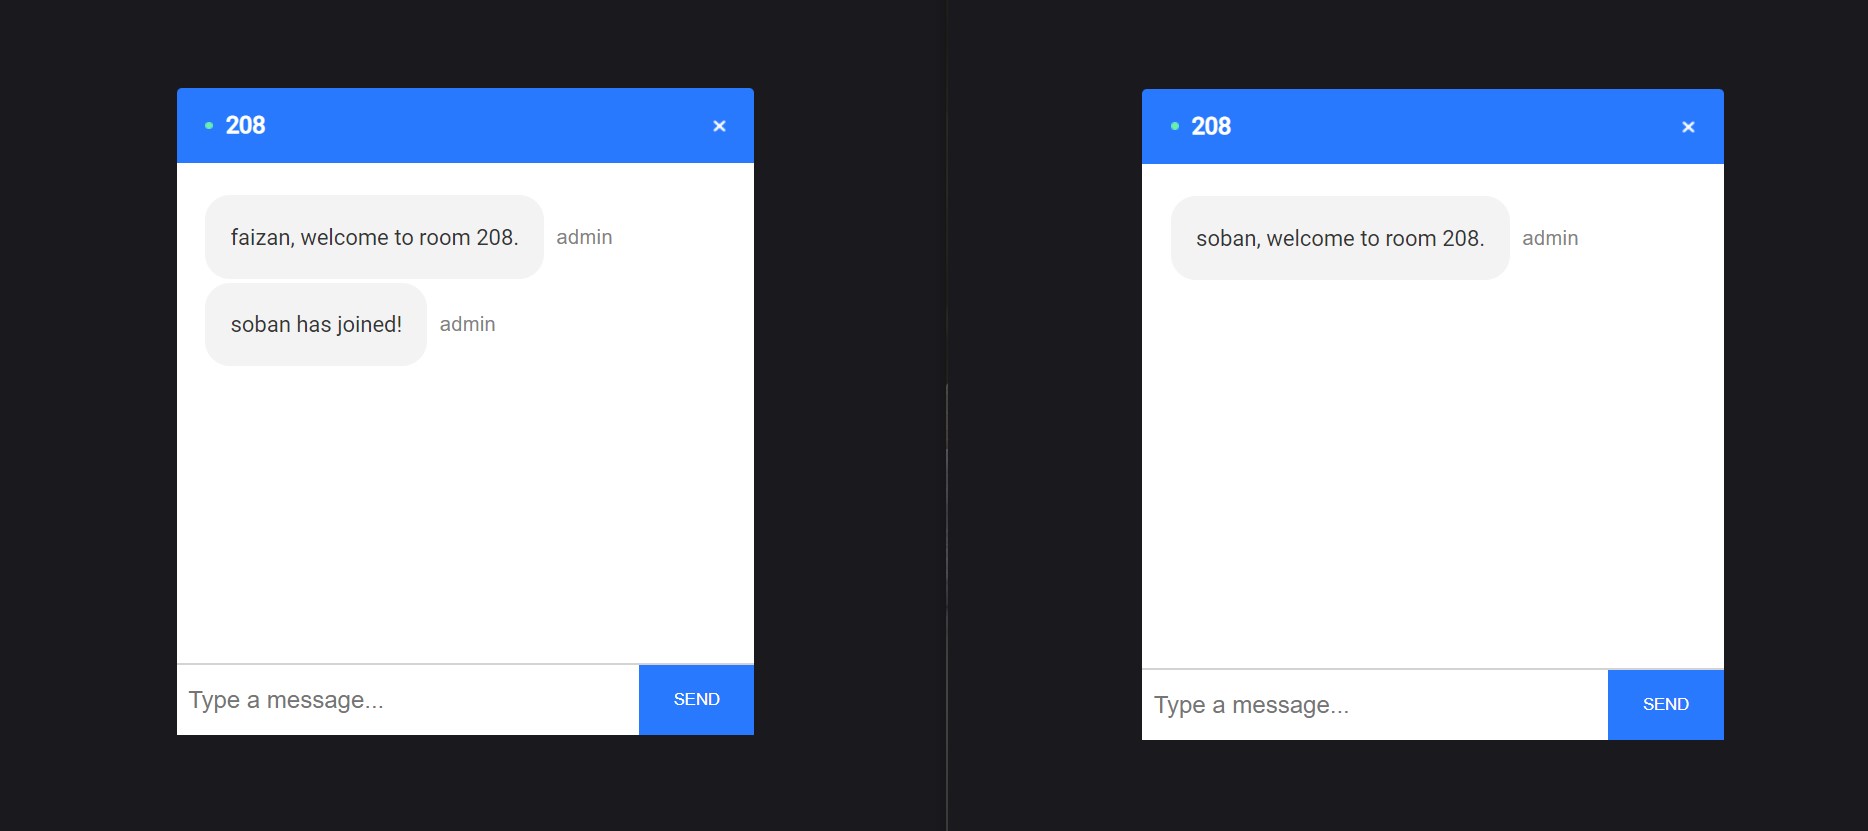 208
faizan, welcome to room 208. admin
soban has joined! admin
Type a message... SEND
208
soban, welcome to room 208. admin
Type a message... SEND